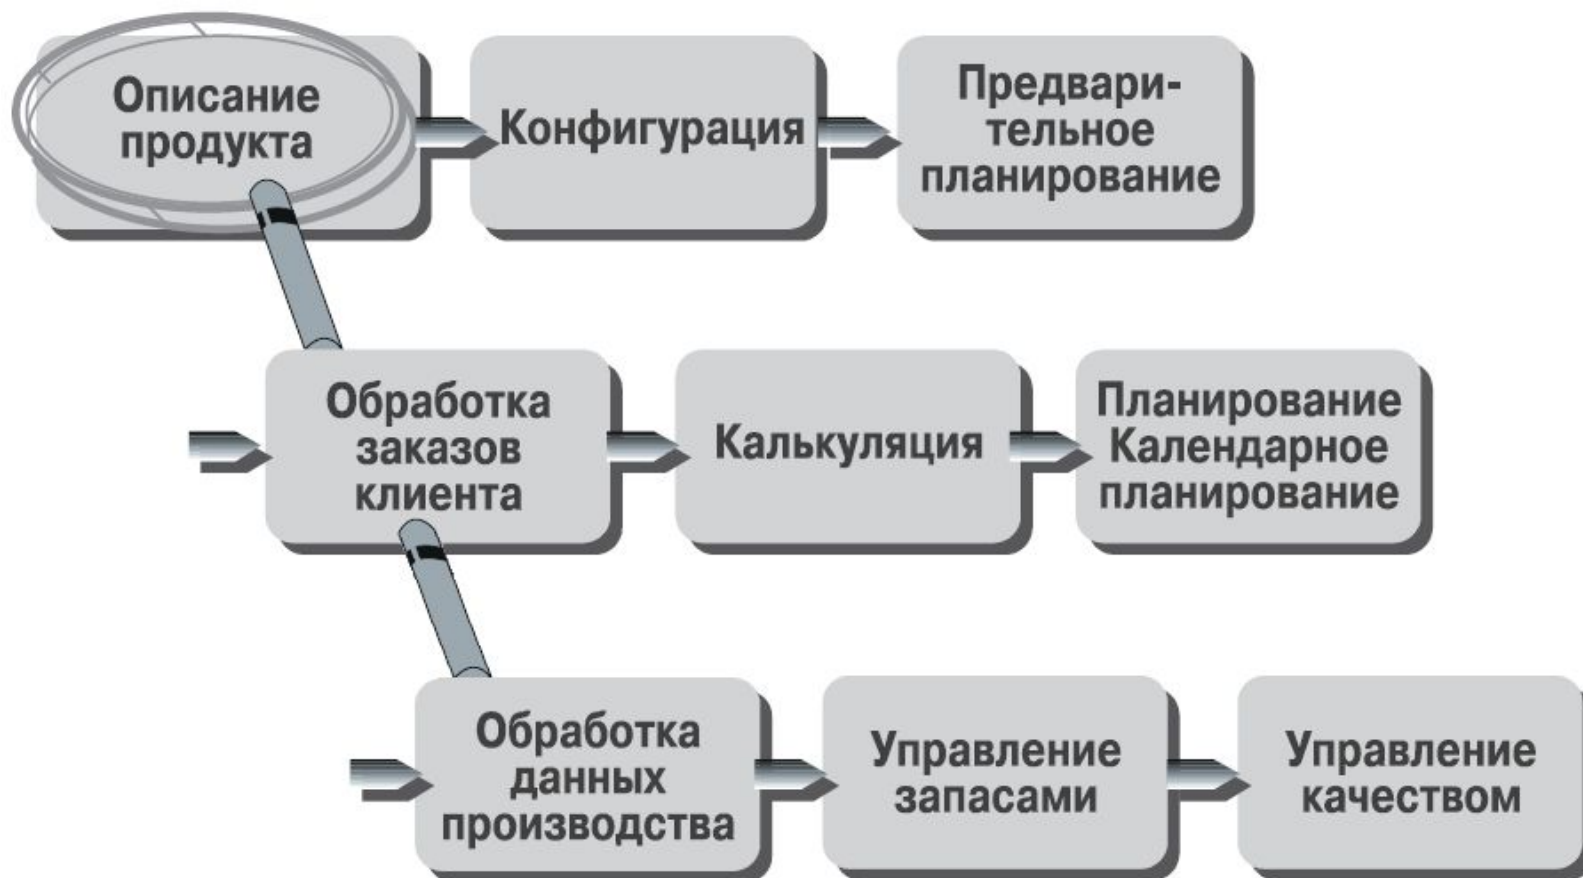 Описание
продукта
Конфигурация
Предвари-
тельное
планирование
Обработка
заказов
клиента
Калькуляция
Планирование
Календарное
планирование
Обработка
данных
производства
Управление
запасами
Управление
качеством